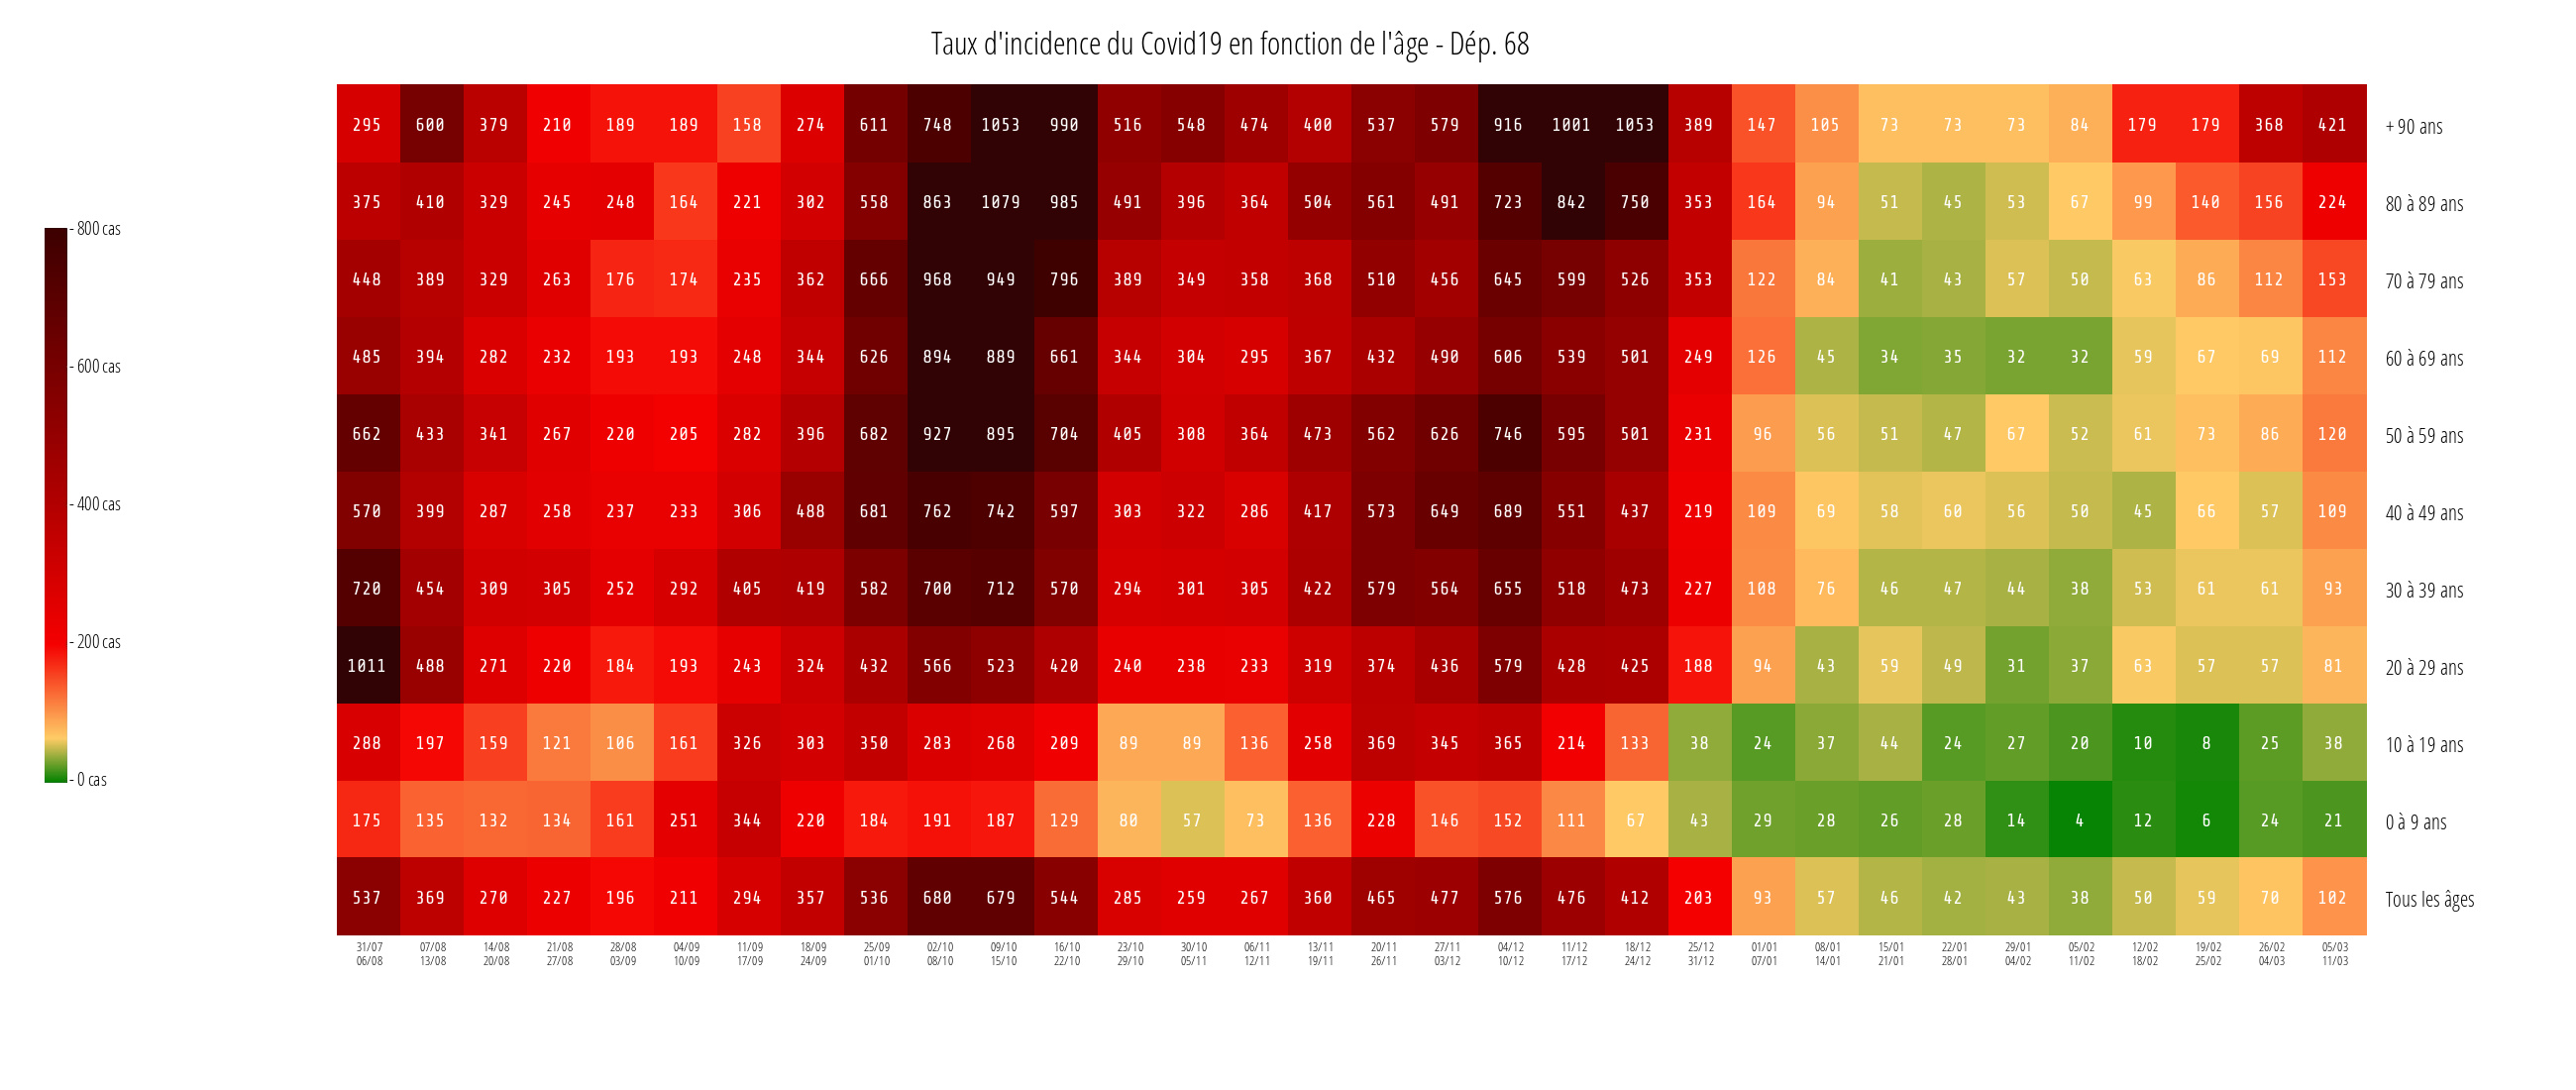 Taux d'incidence du Covid19 en fonction de l'âge - Dép. 68
295 600 379 210 189 189 158 274 611 748 1053 990 516 548 474 400 537 579 916 1001 1053 389 147 105 73 73 73 84 179 179 368 421 + 90 ans
375 410 329 245 248 164 221 302 558 863 1079 985 491 396 364 504 561 491 723 842 750 353 164 94 51 45 53 67 99 140 156 224 80 à 89 ans
- 800 cas
448 389 329 263 176 174 235 362 666 968 949 796 389 349 358 368 510 456 645 599 526 353 122 84 41 43 57 50 63 86 112 153 70 à 79 ans
485 394 282 232 193 193 248 344 626 894 889 661 344 304 295 367 432 490 606 539 501 249 126 45 34 35 32 32 59 67 69 112 60 à 69 ans
- 600 cas
662 433 341 267 220 205 282 396 682 927 895 704 405 308 364 473 562 626 746 595 501 231 96 56 51 47 67 52 61 73 86 120 50 à 59 ans
- 400 cas
570 399 287 258 237 233 306 488 681 762 742 597 303 322 286 417 573 649 689 551 437 219 109 69 58 60 56 50 45 66 57 109 40 à 49 ans
720 454 309 305 252 292 405 419 582 700 712 570 294 301 305 422 579 564 655 518 473 227 108 76 46 47 44 38 53 61 61 93 30 à 39 ans
- 200 cas
1011 488 271 220 184 193 243 324 432 566 523 420 240 238 233 319 374 436 579 428 425 188 94 43 59 49 31 37 63 57 57 81 20 à 29 ans
288 197 159 121 106 161 326 303 350 283 268 209 89 89 136 258 369 345 365 214 133 38 24 37 44 24 27 20 10 8 25 38 10 à 19 ans
- 0 cas
175 135 132 134 161 251 344 220 184 191 187 129 80 57 73 136 228 146 152 111 67 43 29 28 26 28 14 4 12 6 24 21 0 à 9 ans
537 369 270 227 196 211 294 357 536 680 679 544 285 259 267 360 465 477 576 476 412 203 93 57 46 42 43 38 50 59 70 102 Tous les âges
31/07 07/08 14/08 21/08 28/08 04/09 11/09 18/09 25/09 02/10 09/10 16/10 23/10 30/10 06/11 13/11 20/11 27/11 04/12 11/12 18/12 25/12 01/01 08/01 15/01 22/01 29/01 05/02 12/02 19/02 26/02 05/03
06/08 13/08 20/08 27/08 03/09 10/09 17/09 24/09 01/10 08/10 15/10 22/10 29/10 05/11 12/11 19/11 26/11 03/12 10/12 17/12 24/12 31/12 07/01 14/01 21/01 28/01 04/02 11/02 18/02 25/02 04/03 11/03